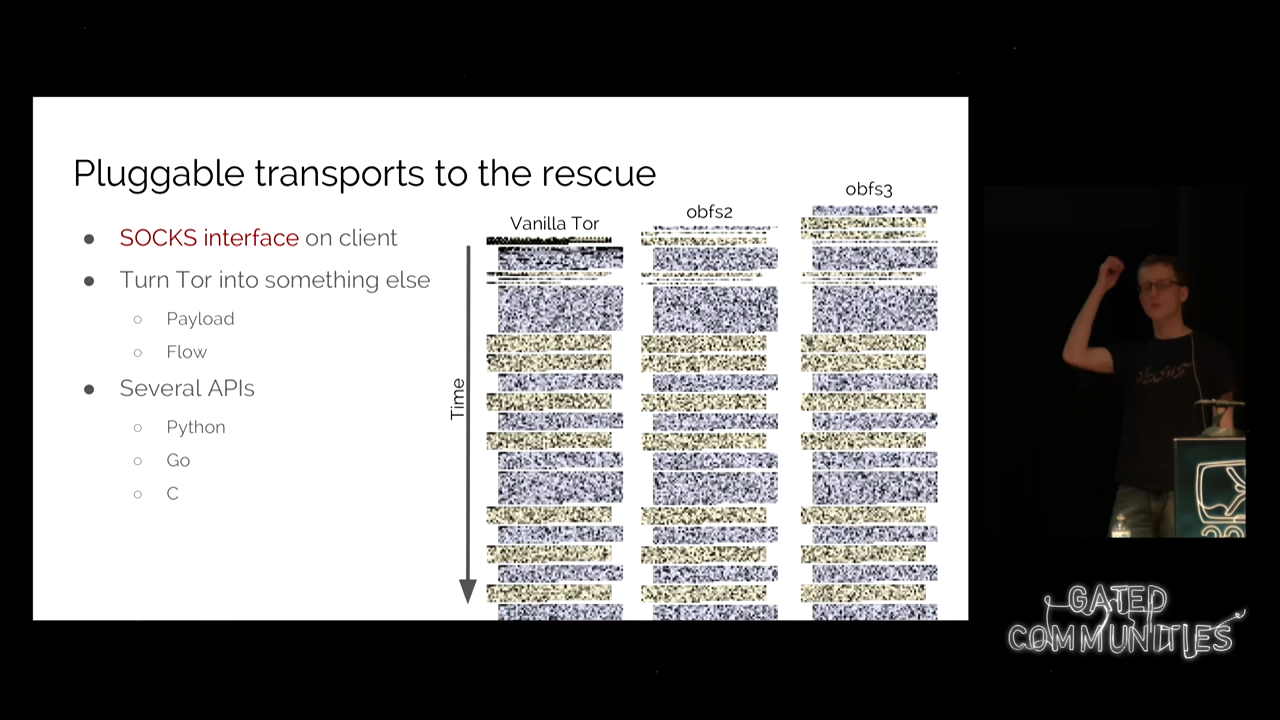 Pluggable transports to the rescue
● SOCKS interface on client
● Turn Tor into something else
○ Payload
○ Flow
● Several APIs
○ Python
○ Go
○ C
Time
Vanilla Tor
obfs2
obfs3
GATED
COMMUNITIES